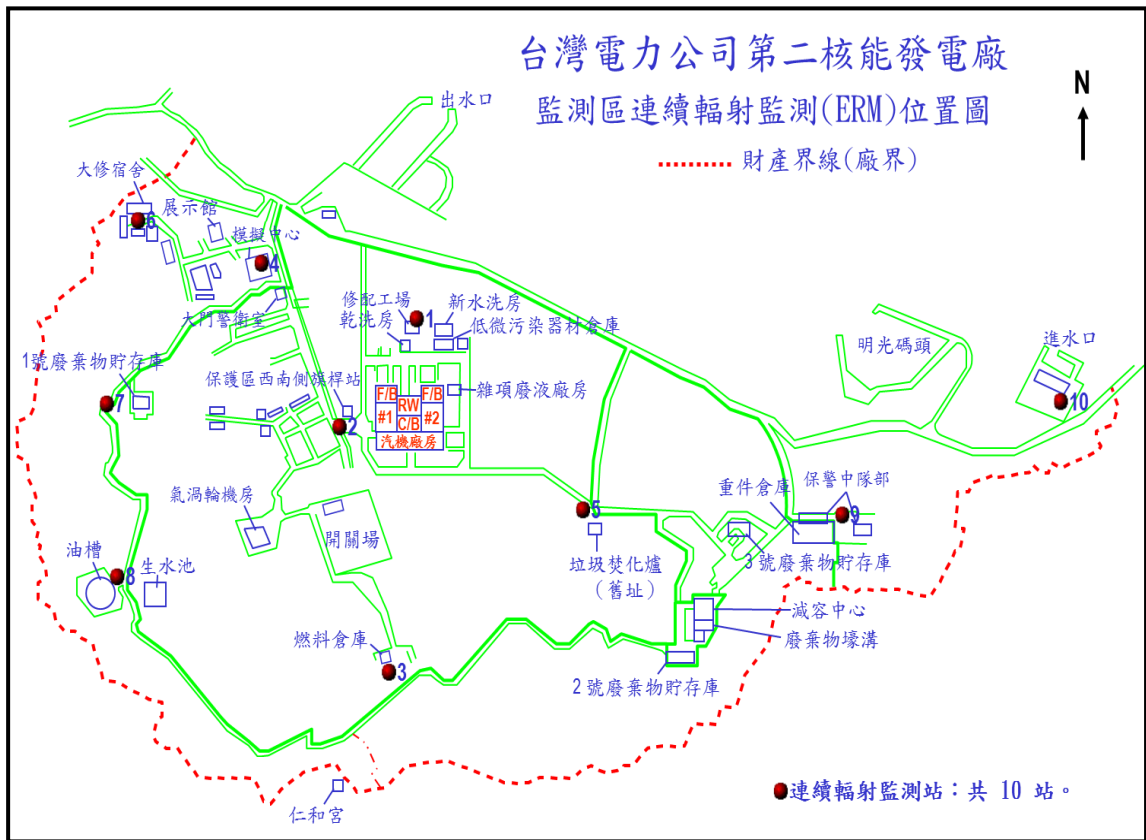 台灣電力公司第二核能發電廠
監測區連續輻射監測(ERM)位置圖
財產界線(廠界)
N
出水口
大修宿舍
6
展示館
模擬中心
4
大門警衛室
修配工場
1
新水洗房
乾洗房
低微污染器材倉庫
明光碼頭
進水口
10
1號廢棄物貯存庫
7
保護區西南側旗桿站
2
F/B
F/B
#1
RW
#2
C/B
汽機廠房
雜項廢液廠房
氣渦輪機房
開關場
5
垃圾焚化爐
(舊址)
重件倉庫
保警中隊部
9
3號廢棄物貯存庫
油槽
8
生水池
減容中心
廢棄物壕溝
燃料倉庫
3
2號廢棄物貯存庫
仁和宮
連續輻射監測站：共 10 站。